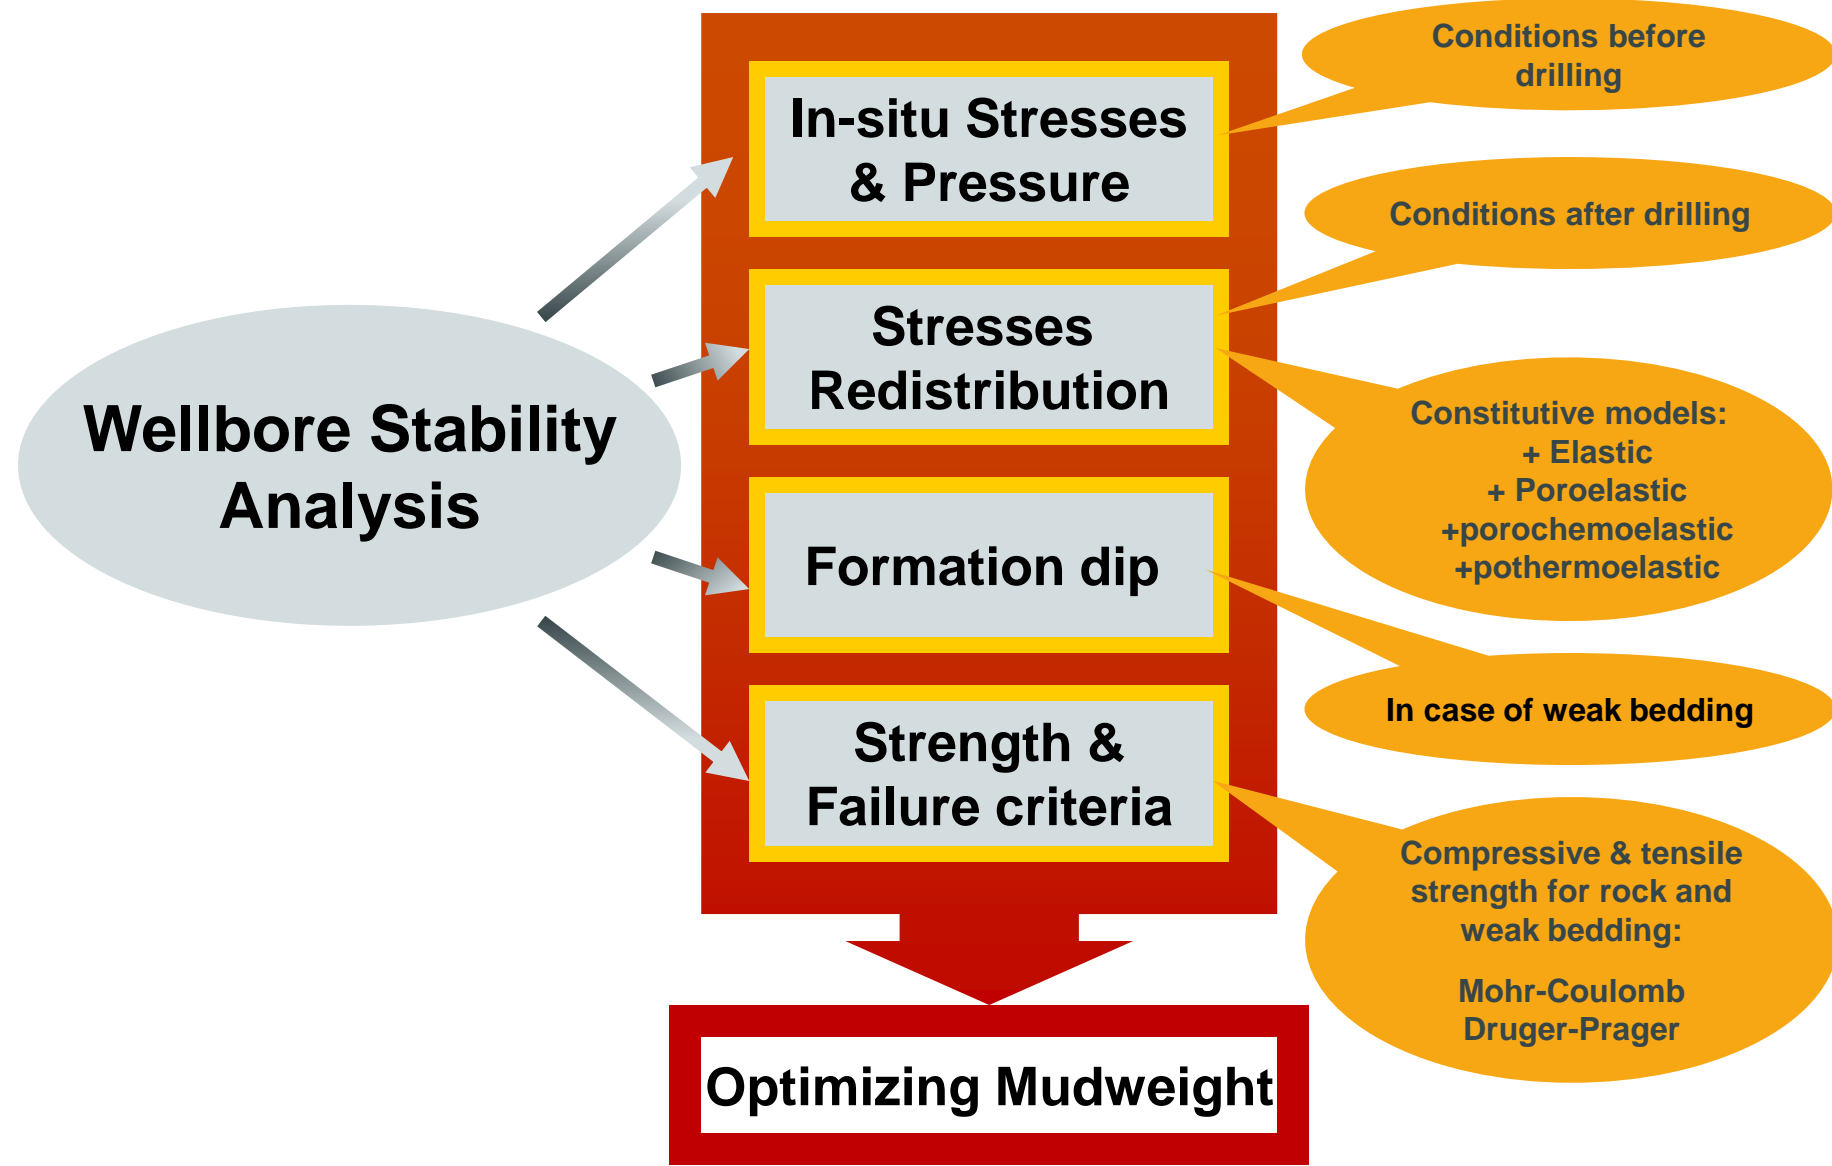 Wellbore Stability
Analysis
In-situ Stresses
& Pressure
Stresses
Redistribution
Formation dip
Strength &
Failure criteria
Optimizing Mudweight
Conditions before
drilling
Conditions after drilling
Constitutive models:
+ Elastic
+ Poroelastic
+porochemoelastic
+pothermoelastic
In case of weak bedding
Compressive & tensile
strength for rock and
weak bedding:
Mohr-Coulomb
Druger-Prager